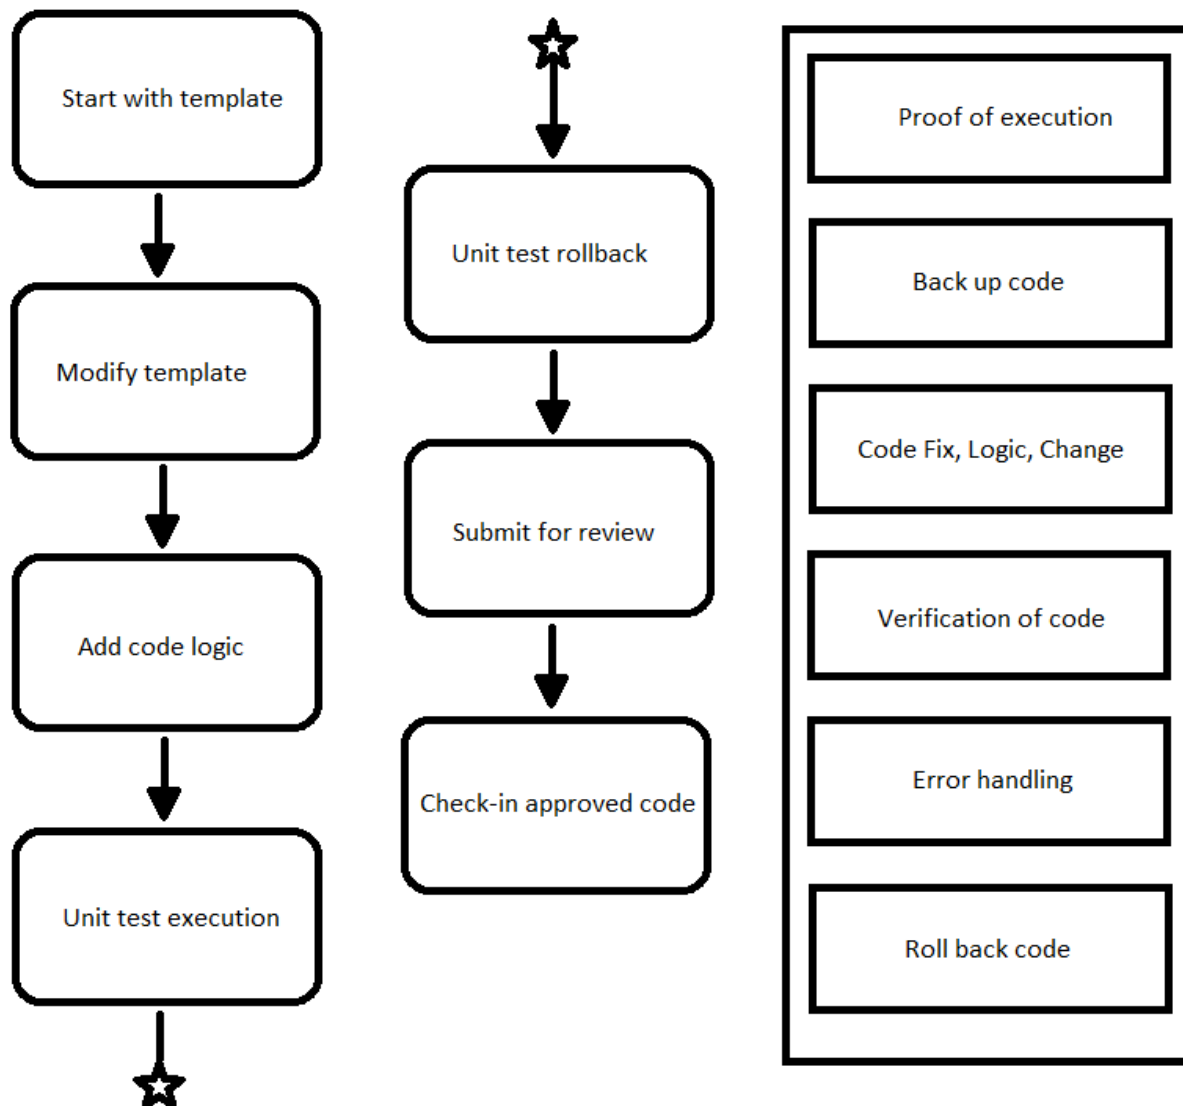 Start with template
Modify template
Add code logic
Unit test execution
Unit test rollback
Submit for review
Check-in approved code
Proof of execution
Back up code
Code Fix, Logic, Change
Verification of code
Error handling
Roll back code